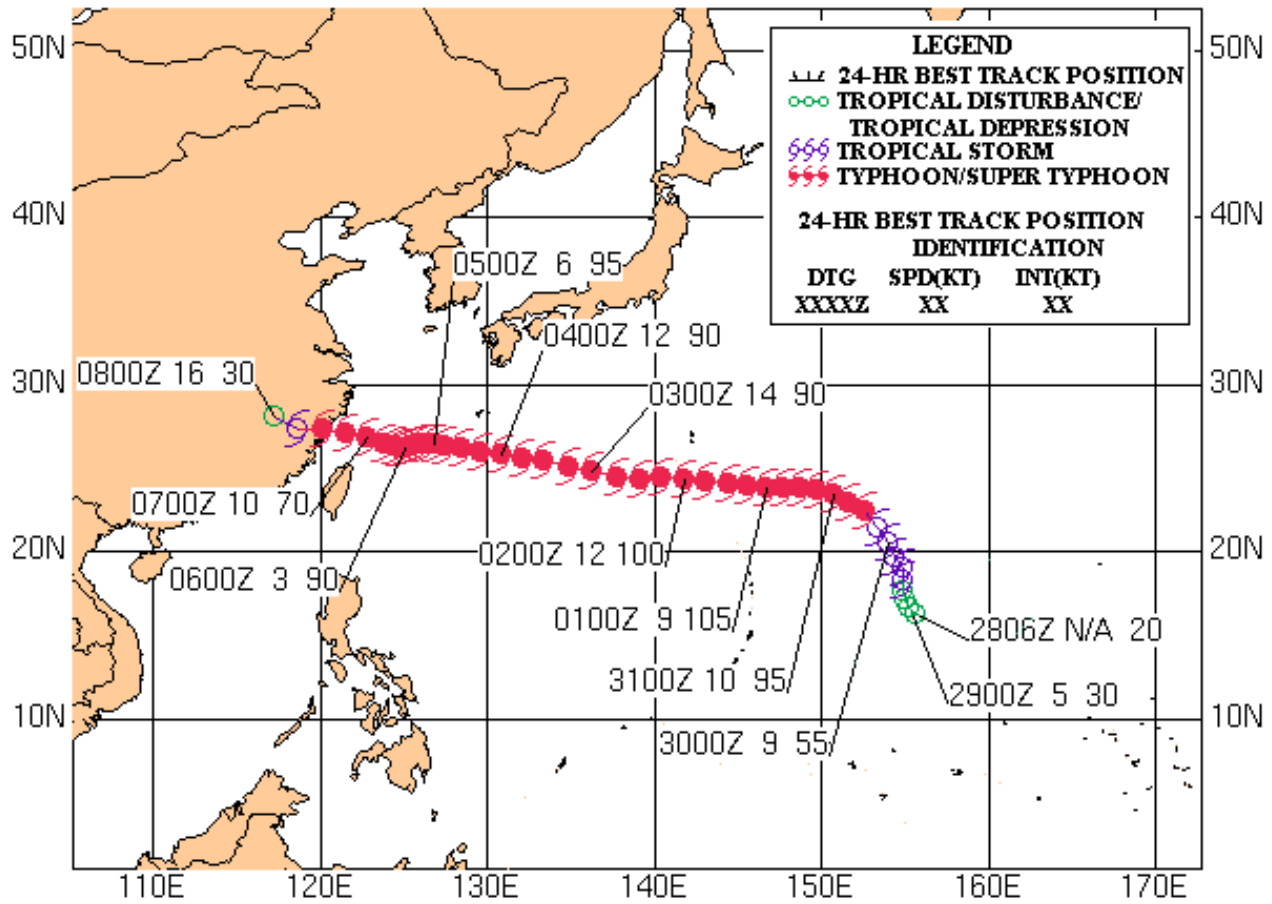 50N
50N
LEGEND
24-HR BEST TRACK POSITION
TROPICAL DISTURBANCE/
TROPICAL DEPRESSION
TROPICAL STORM
TYPHOON/SUPER TYPHOON
24-HR BEST TRACK POSITION
IDENTIFICATION
DTG SPD(KT) INT(KT)
XXXXZ XX XX
40N
40N
0500Z 6 95
0400Z 12 90
0800Z 16 30
30N
30N
0300Z 14 90
0700Z 10 70
20N
20N
0200Z 12 100
0600Z 3 90
0100Z 9 105
2806Z N/A 20
3100Z 10 95
2900Z 5 30
10N
10N
3000Z 9 55
110E 120E 130E 140E 150E 160E 170E